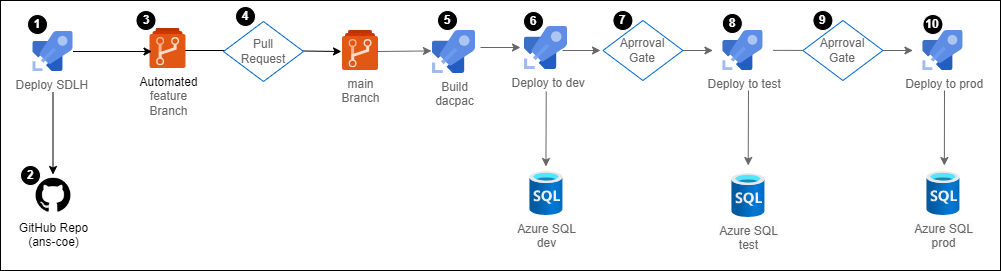 1
3
4
5
6
7
8
9
10
Pull
Request
Aprroval
Gate
Aprroval
Gate
Deploy SDLH
Automated
feature
Branch
main
Branch
Build
dacpac
Deploy to dev
Deploy to test
Deploy to prod
2
GitHub Repo
(ans-coe)
SQL
Azure SQL
dev
SQL
Azure SQL
test
SQL
Azure SQL
prod